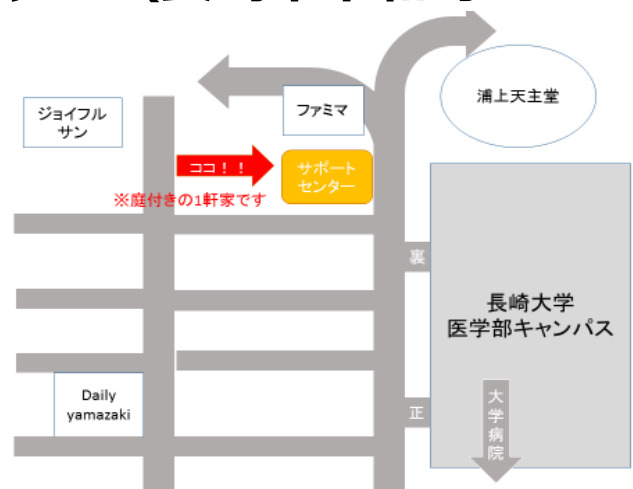 ファミマ
浦上天主堂
ジョイフル
サン
ココ！！
サポート
センター
※庭付きの1軒家です
裏
長崎大学
医学部キャンパス
Daily
yamazaki
正
大学病院